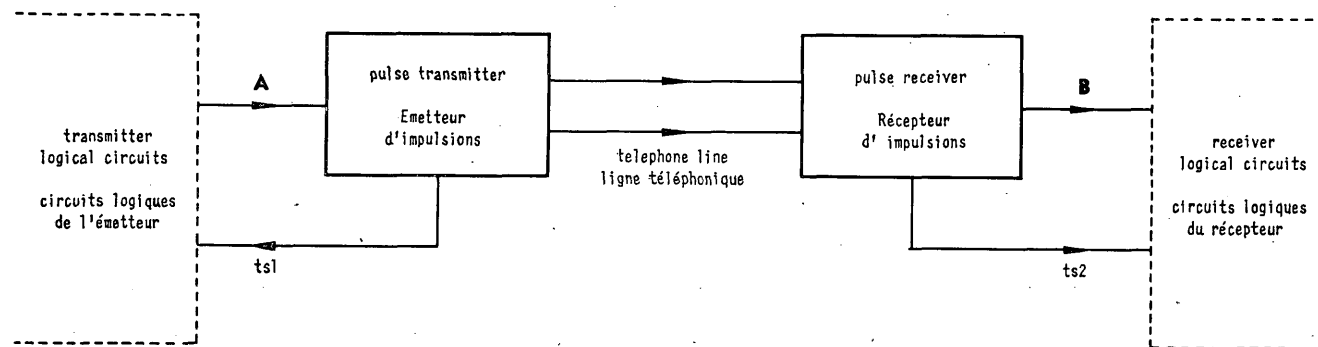 transmitter
logical circuits
circuits logiques
de l'émetteur
A
ts1
pulse transmitter
Emetteur
d'impulsions
telephone line
ligne téléphonique
pulse receiver
Récepteur
d' impulsions
B
ts2
receiver
logical circuits
circuits logiques
du récepteur